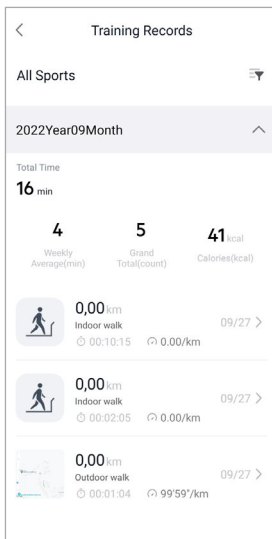 Training Records
All Sports
2022Year09Month
Total Time
16 min
4
5
41 kcal
Weekly
Average(min)
Grand
Total(count)
Calories(kcal)
0,00 km
Indoor walk
00:10:15 0.00/km
09/27
0,00 km
Indoor walk
00:02:05 0.00/km
09/27
0,00 km
Outdoor walk
00:01:04 99'59"/km
09/27